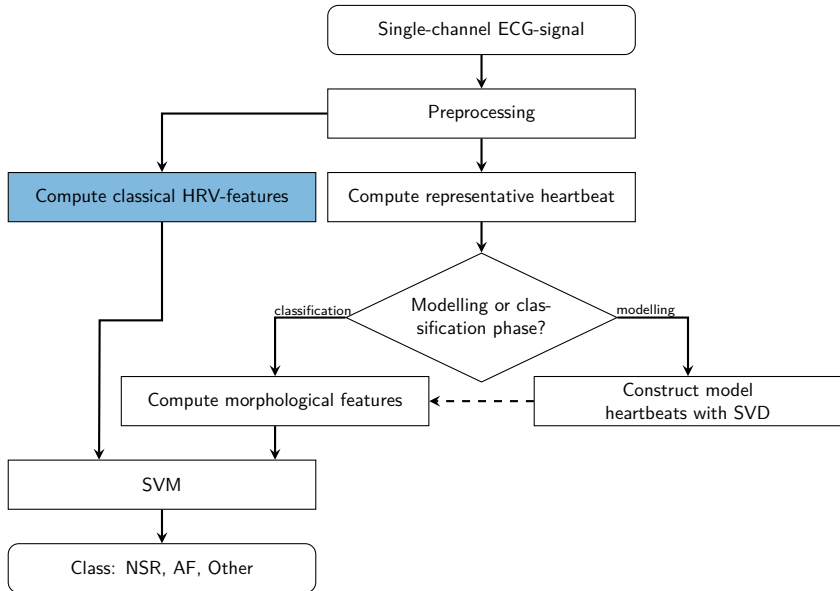 Single-channel ECG-signal
Preprocessing
Compute classical HRV-features
Compute representative heartbeat
classification
Modelling or clas-
sification phase?
modelling
Compute morphological features
Construct model
heartbeats with SVD
SVM
Class: NSR, AF, Other